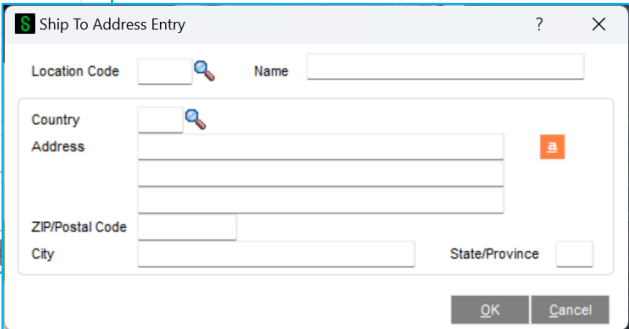 S Ship To Address Entry ? X
Location Code Name
Country
Address a
ZIP/Postal Code
City State/Province
OK Cancel